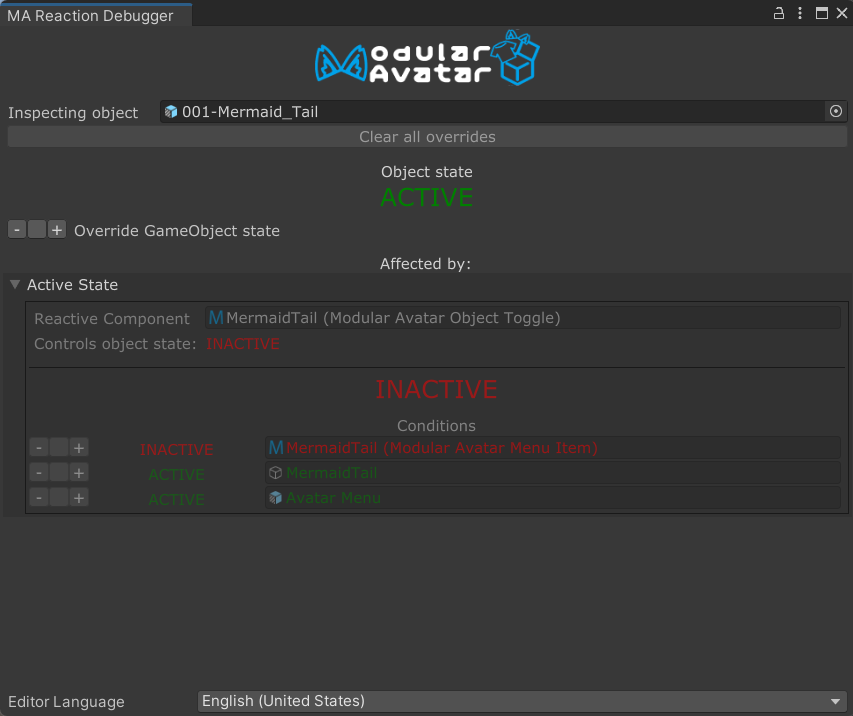 MA Reaction Debugger
Modular
Avatar
Inspecting object 001-Mermaid_Tail
Clear all overrides
Object state
ACTIVE
- + Override GameObject state
Affected by:
Active State
Reactive Component MermaidTail (Modular Avatar Object Toggle)
Controls object state: INACTIVE
INACTIVE
Conditions
- + INACTIVE MermaidTail (Modular Avatar Menu Item)
- + ACTIVE MermaidTail
- + ACTIVE Avatar Menu
Editor Language English (United States)